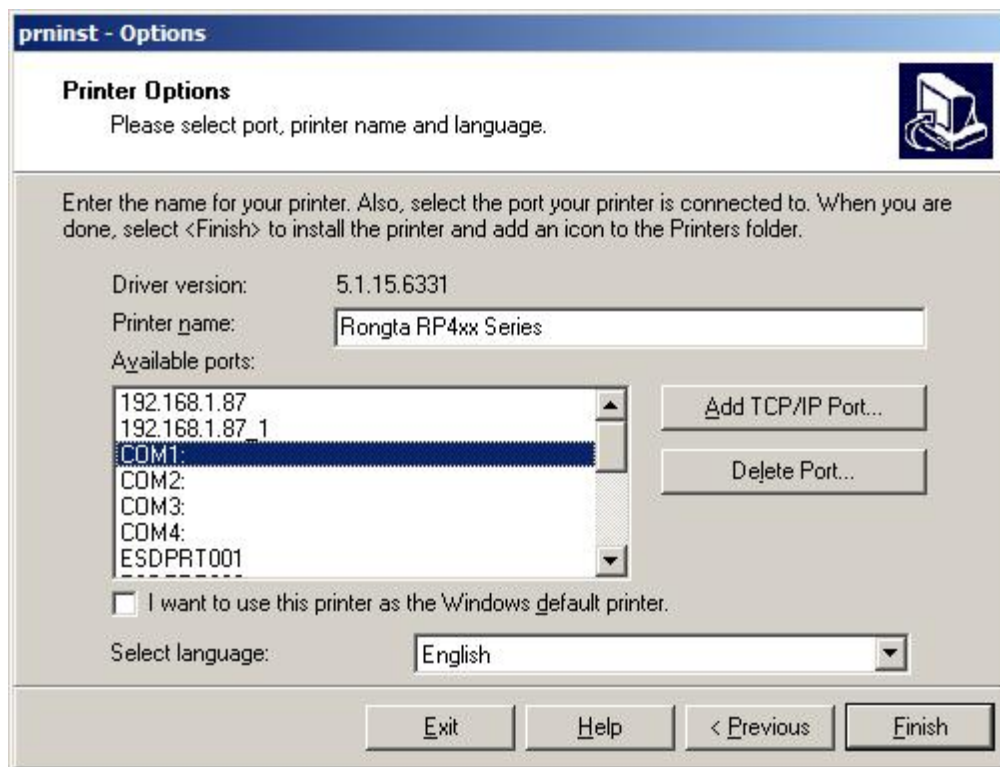 prninst - Options
Printer Options
Please select port, printer name and language.
Enter the name for your printer. Also, select the port your printer is connected to. When you are
done, select <Finish> to install the printer and add an icon to the Printers folder.
Driver version: 5.1.15.6331
Printer name: Rongta RP4xx Series
Available ports:
192.168.1.87
192.168.1.87_1
COM1:
COM2:
COM3:
COM4:
ESDPRT001
Add TCP/IP Port...
Delete Port...
I want to use this printer as the Windows default printer.
Select language: English
Exit Help < Previous Finish